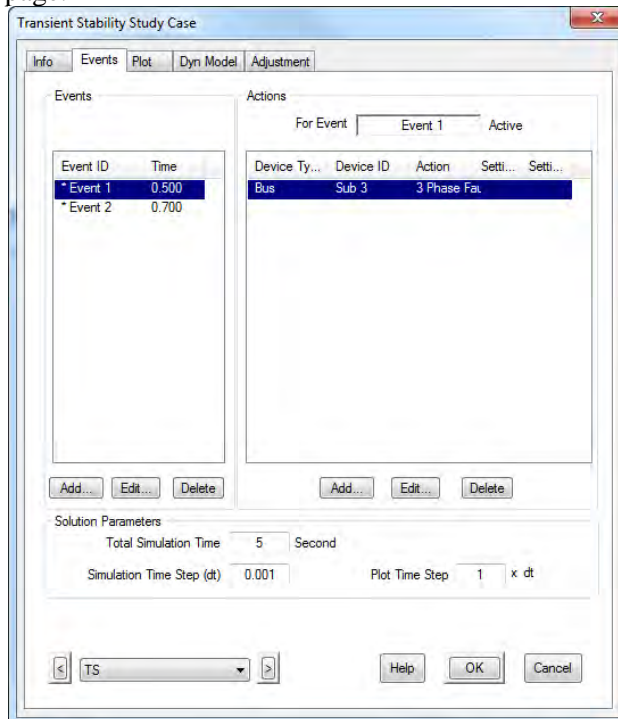 page.
Transient Stability Study Case
Info Events Plot Dyn Model Adjustment
Events Actions
For Event Event 1 Active
Event ID Time Device Ty... Device ID Action Setti... Setti...
* Event 1 0.500 Bus Sub 3 3 Phase Fau
* Event 2 0.700
Add... Edit... Delete Add... Edit... Delete
Solution Parameters
Total Simulation Time 5 Second
Simulation Time Step (dt) 0.001 Plot Time Step 1 x dt
< TS > Help OK Cancel